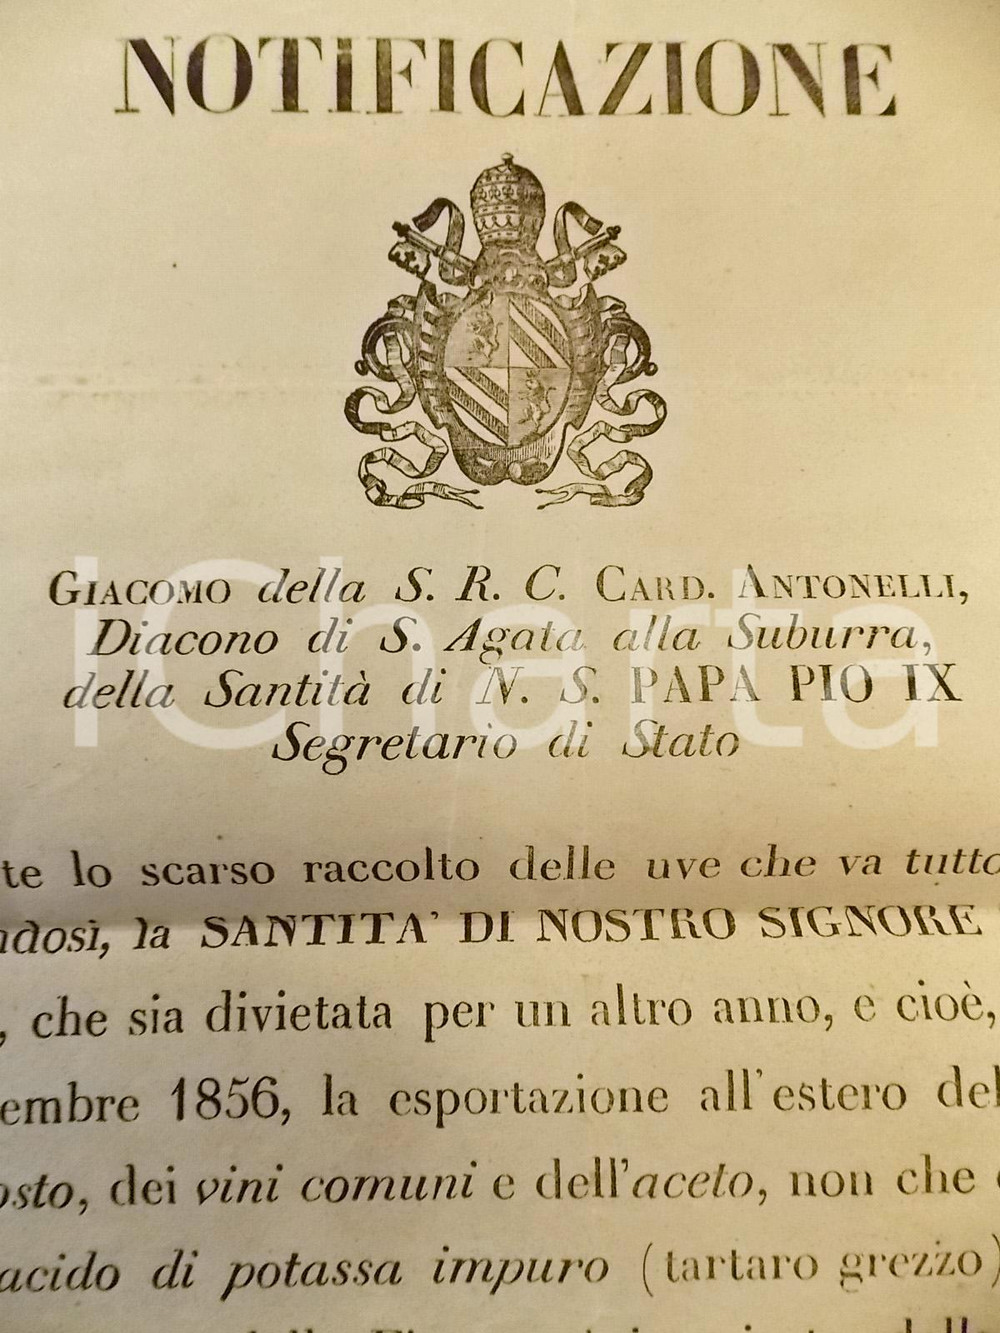 NOTIFICAZIONE
GIACOMO della S. R. C. CARD. ANTONELLI,
Diacono di S. Agata alla Suburra,
della Santità di N. S. PAPA PIO IX
Segretario di Stato
te lo scarso raccolto delle uve che va tutto
ndosi, la SANTITA' DI NOSTRO SIGNORE
, che sia divietata per un altro anno, e cioè,
embre 1856, la esportazione all'estero del
osto, dei vini comuni e dell'aceto, non che
acido di potassa impuro (tartaro grezzo)
iCharta